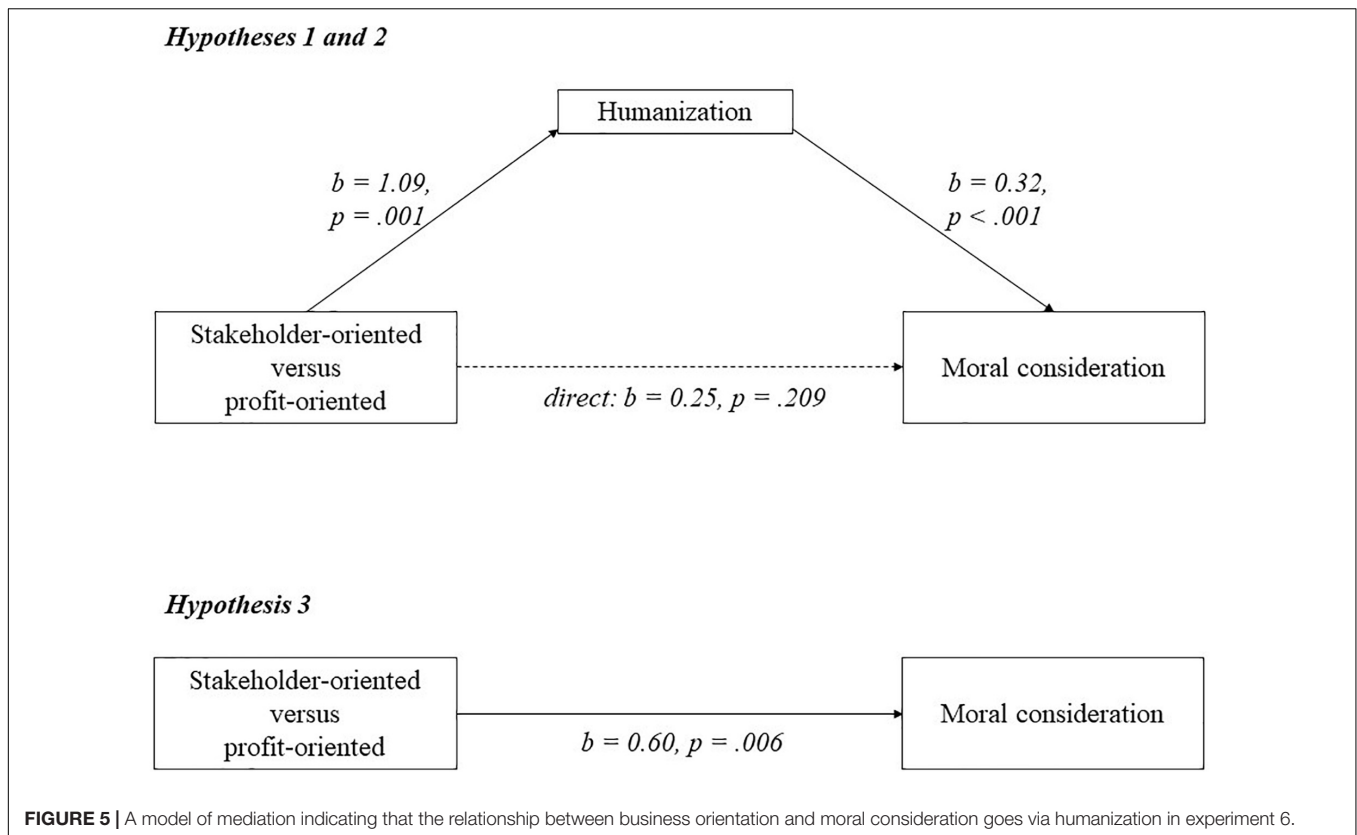 Hypotheses 1 and 2
Humanization
b = 1.09,
p = .001
b = 0.32,
p < .001
Stakeholder-oriented
versus
profit-oriented
Moral consideration
direct: b = 0.25, p = .209
Hypothesis 3
Stakeholder-oriented
versus
profit-oriented
Moral consideration
b = 0.60, p = .006
FIGURE 5 | A model of mediation indicating that the relationship between business orientation and moral consideration goes via humanization in experiment 6.